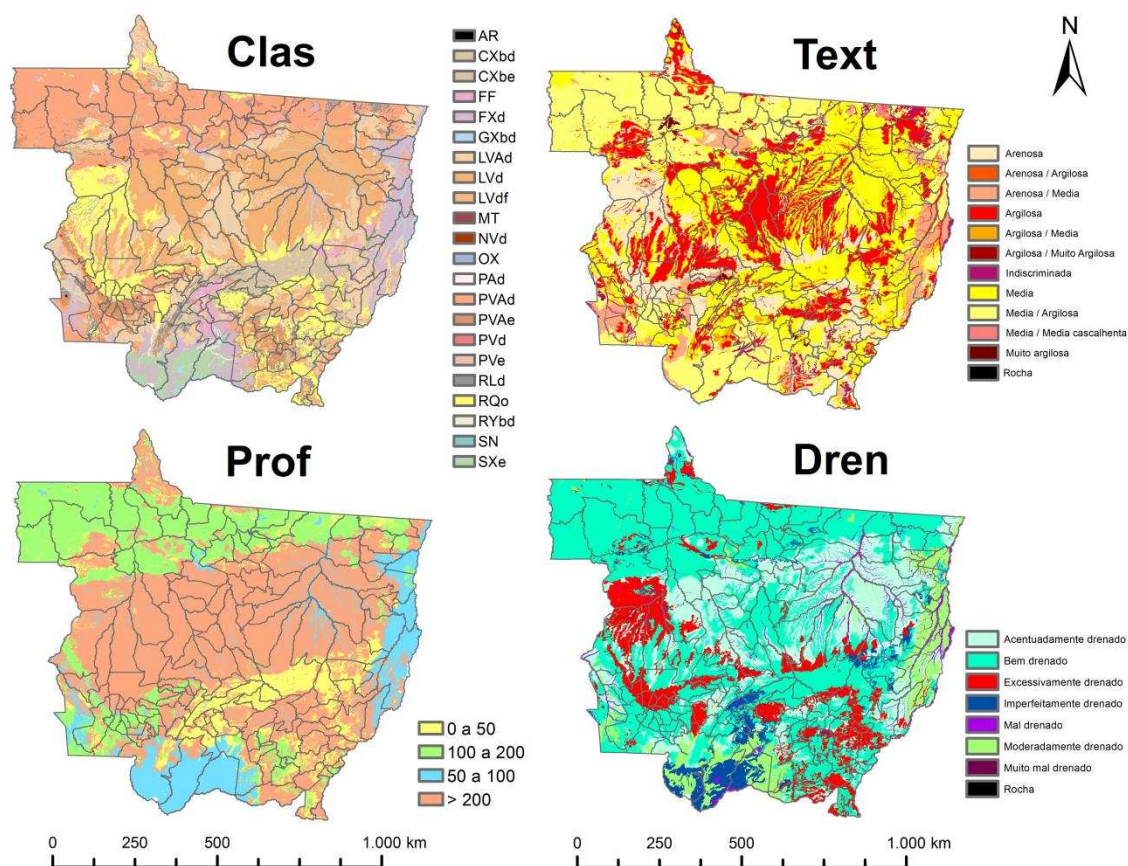 Clas
AR
CXbd
CXbe
FF
FXd
GXbd
LVAd
LVd
LVdf
MT
NVd
OX
PAd
PVAd
PVAe
PVd
PVe
RLd
RQo
RYbd
SN
SXe
Text
N
Arenosa
Arenosa / Argilosa
Arenosa / Media
Argilosa
Argilosa / Media
Argilosa / Muito Argilosa
Indiscriminada
Media
Media / Argilosa
Media / Media cascalhenta
Muito argilosa
Rocha
Prof
0 a 50
100 a 200
50 a 100
> 200
0 250 500 1.000 km
Dren
Acentuadamente drenado
Bem drenado
Excessivamente drenado
Imperfeitamente drenado
Mal drenado
Moderadamente drenado
Muito mal drenado
Rocha
0 500 1.000 km